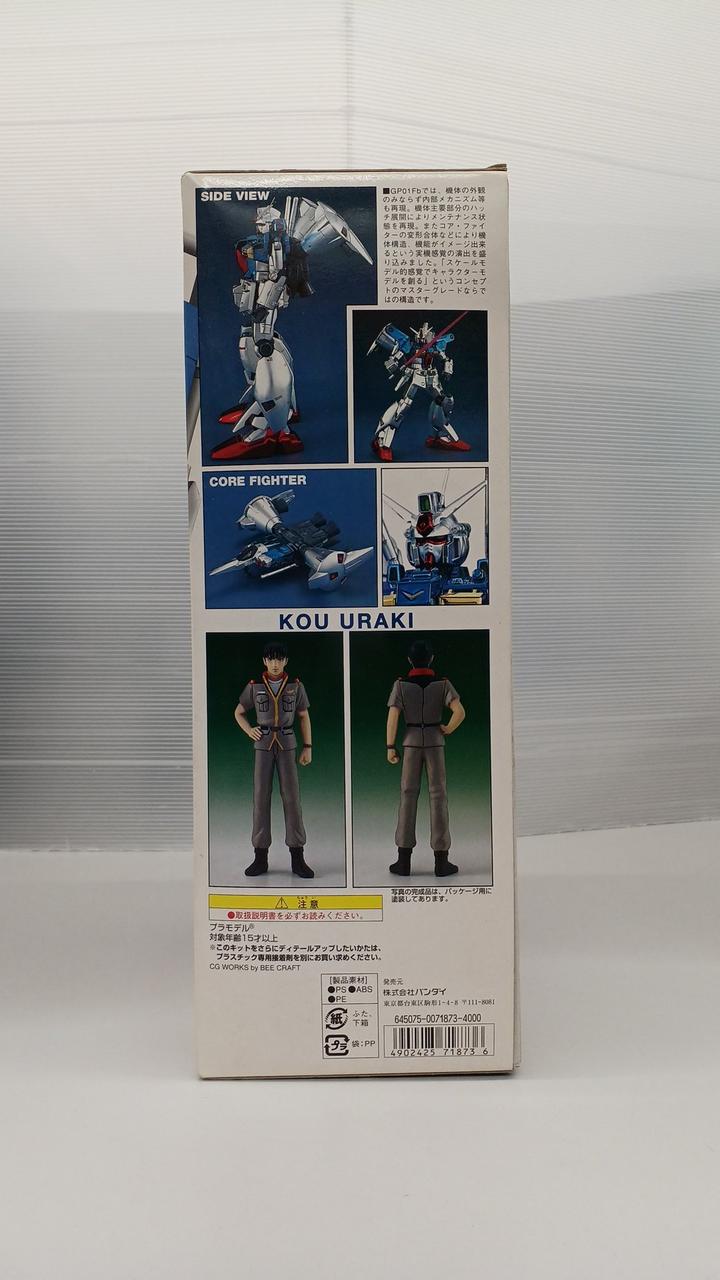 SIDE VIEW
■GP01Fbでは、機体の外観
のみならず内部メカニズム等
も再現。機体主要部分のハッ
チ展開によりメンテナンス状
態を再現。またコア・ファイ
ターの変形合体などにより機
体構造、機能がイメージ出来
るという実機感覚の演出を盛
り込みました。「スケールモ
デル的感覚でキャラクターモ
デルを創る」というコンセプ
トのマスターグレードならで
はの構造です。
CORE FIGHTER
KOU URAKI
写真の完成品は、パッケージ用に
塗装してあります。
ちゅうい
⚠ 注意
●取扱説明書を必ずお読みください。
プラモデル®
対象年齢15才以上
※このキットをさらにディテールアップしたいかたは、
プラスチック専用接着剤を別にお買い求めください。
CG WORKS by BEE CRAFT
[製品素材]
●PS ●ABS
●PE
紙 ふた、
下箱
プラ 袋:PP
発売元
株式会社バンダイ
東京都台東区駒形1-4-8 〒111-8081
645075-0071873-4000
4902425 71873 6